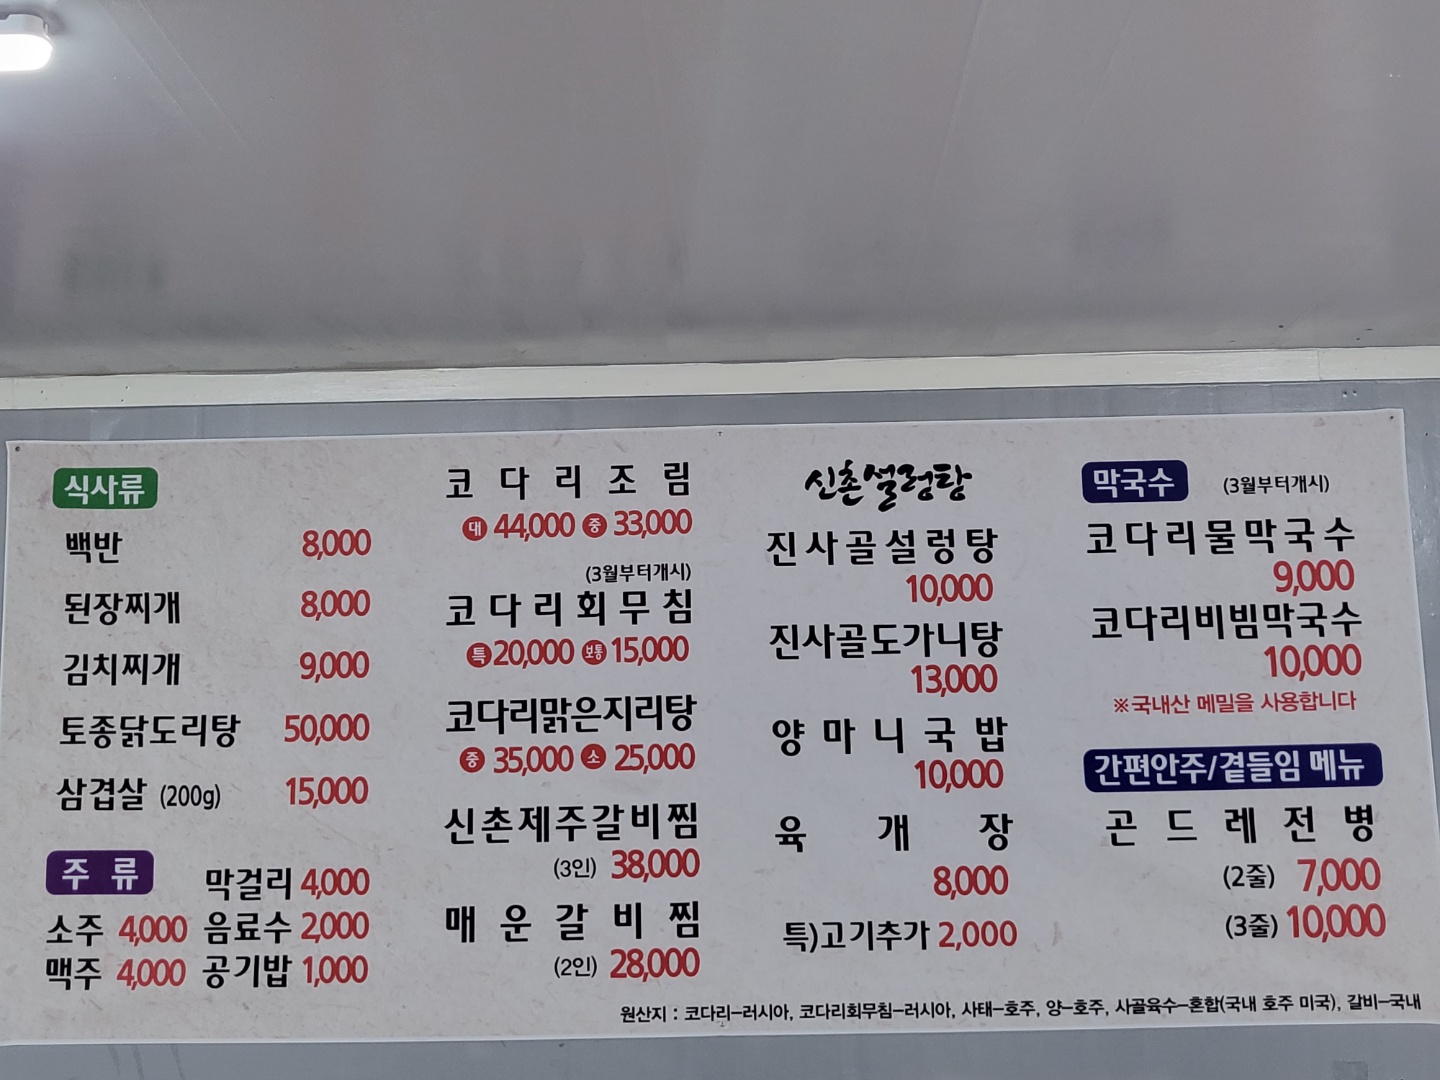 식사류
백반 8,000
된장찌개 8,000
김치찌개 9,000
토종닭도리탕 50,000
삼겹살 (200g) 15,000
주류
막걸리 4,000
소주 4,000 음료수 2,000
맥주 4,000 공기밥 1,000
코다리조림
대 44,000 중 33,000
(3월부터개시)
코다리회무침
특 20,000 보통 15,000
코다리맑은지리탕
중 35,000 소 25,000
신촌제주갈비찜
(3인) 38,000
매운갈비찜
(2인) 28,000
신촌설렁탕
진사골설렁탕
10,000
진사골도가니탕
13,000
양마니국밥
10,000
육개장
8,000
특)고기추가 2,000
막국수 (3월부터개시)
코다리물막국수
9,000
코다리비빔막국수
10,000
※국내산 메밀을 사용합니다
간편안주/곁들임 메뉴
곤드레전병
(2줄) 7,000
(3줄) 10,000
원산지 : 코다리-러시아, 코다리회무침-러시아, 사태-호주, 양-호주, 사골육수-혼합(국내 호주 미국), 갈비-국내